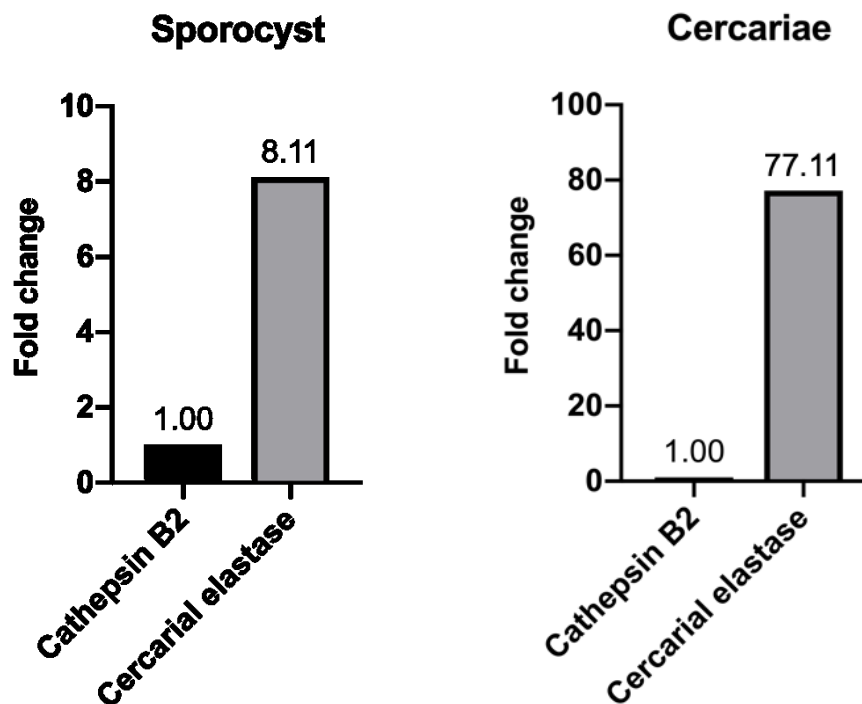 Sporocyst
Fold change
10
8
6
4
2
0
8.11
1.00
Cathepsin B2
Cercarial elastase
Cercariae
Fold change
100
80
60
40
20
0
77.11
1.00
Cathepsin B2
Cercarial elastase